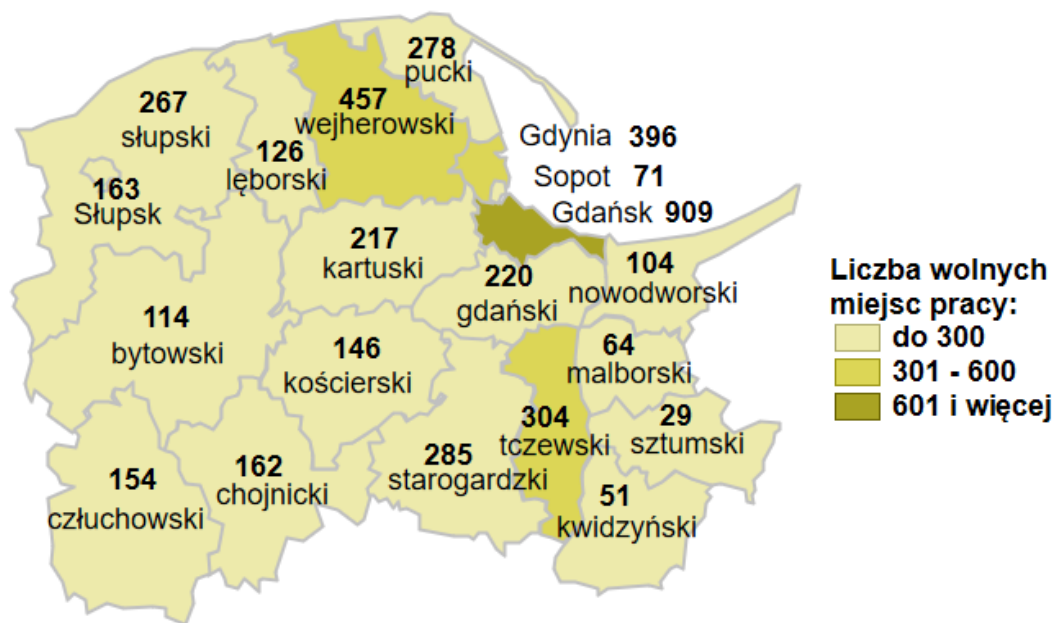 278
pucki
267
słupski
457
wejherowski
126
lęborski
Gdynia 396
Sopot 71
Gdańsk 909
163
Słupsk
217
kartuski
220
gdański
104
nowodworski
114
bytowski
146
kościerski
64
malborski
304
tczewski
29
sztumski
285
starogardzki
154
człuchowski
162
chojnicki
51
kwidzyński
Liczba wolnych
miejsc pracy:
do 300
301 - 600
601 i więcej